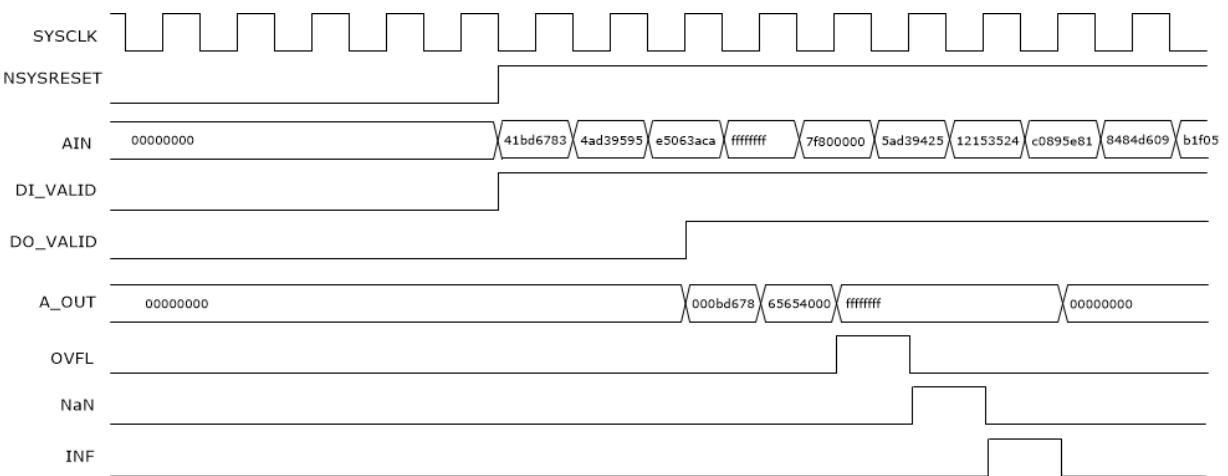 SYSCLK
NSYSRESET
AIN 00000000 41bd6783 4ad39595 e5063aca ffffffff 7f800000 5ad39425 12153524 c0895e81 8484d609 b1f05
DI_VALID
DO_VALID
A_OUT 00000000 000bd678 65654000 ffffffff 00000000
OVFL
NaN
INF